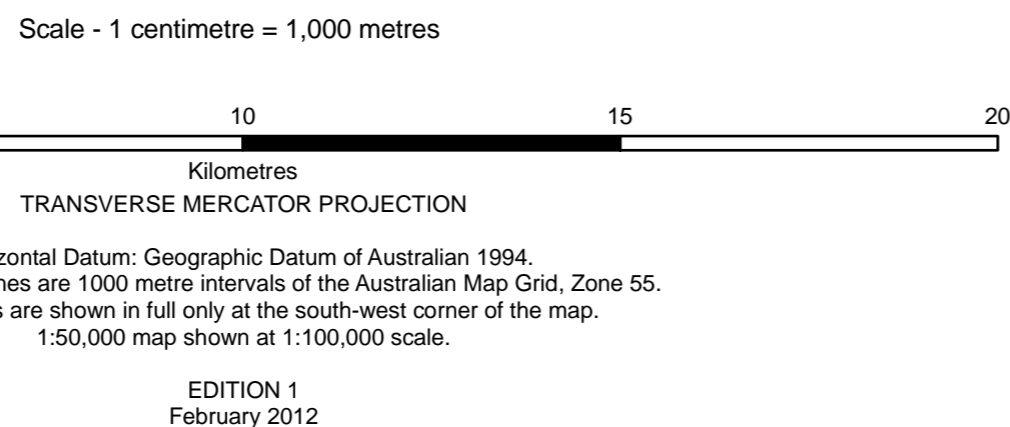 Scale - 1 centimetre = 1,000 metres
10 15 20
Kilometres
TRANSVERSE MERCATOR PROJECTION
Datum: Geographic Datum of Australian 1994.
are 1000 metre intervals of the Australian Map Grid, Zone 55.
are shown in full only at the south-west corner of the map.
1:50,000 map shown at 1:100,000 scale.
EDITION 1
February 2012